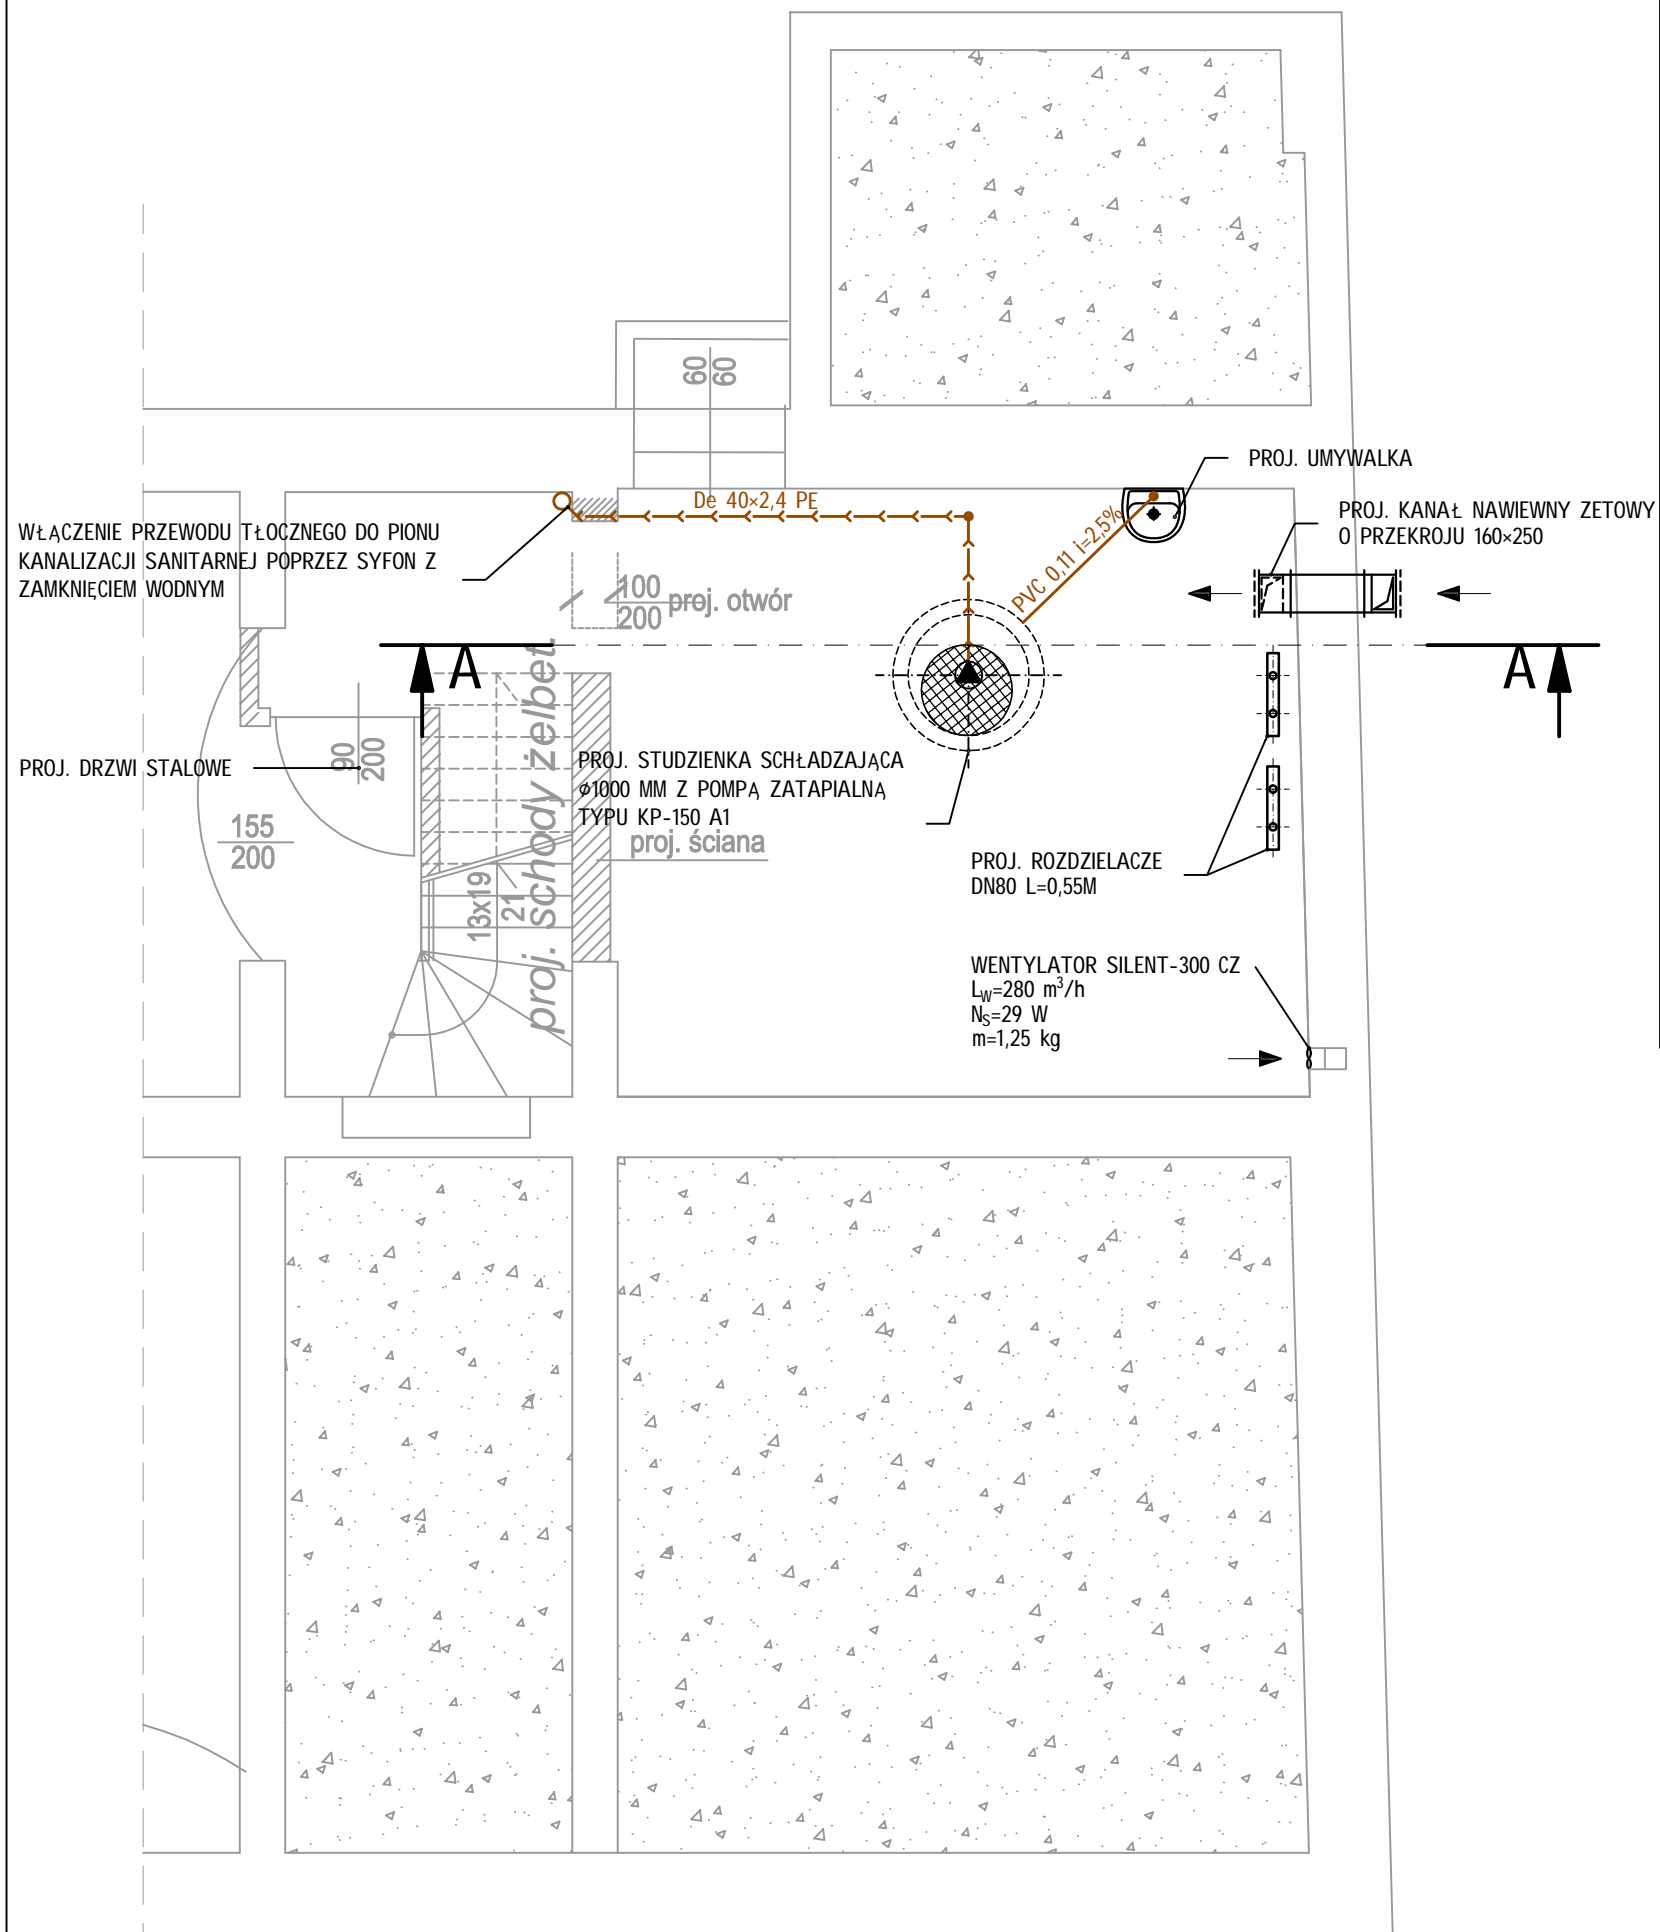 60
60
PROJ. UMYWALKA
De 40×2,4 PE
PVC 0,11 i=2,5%
PROJ. KANAŁ NAWIEWNY ZETOWY
O PRZEKROJU 160×250
WŁĄCZENIE PRZEWODU TŁOCZNEGO DO PIONU
KANALIZACJI SANITARNEJ POPRZEZ SYFON Z
ZAMKNIĘCIEM WODNYM
100
200
proj. otwór
A
A
PROJ. DRZWI STALOWE
90
200
155
200
proj. schody żelbet.
13x19
21
PROJ. STUDZIENKA SCHŁADZAJĄCA
φ1000 MM Z POMPĄ ZATAPIALNĄ
TYPU KP-150 A1
proj. ściana
PROJ. ROZDZIELACZE
DN80 L=0,55M
WENTYLATOR SILENT-300 CZ
LW=280 m³/h
NS=29 W
m=1,25 kg